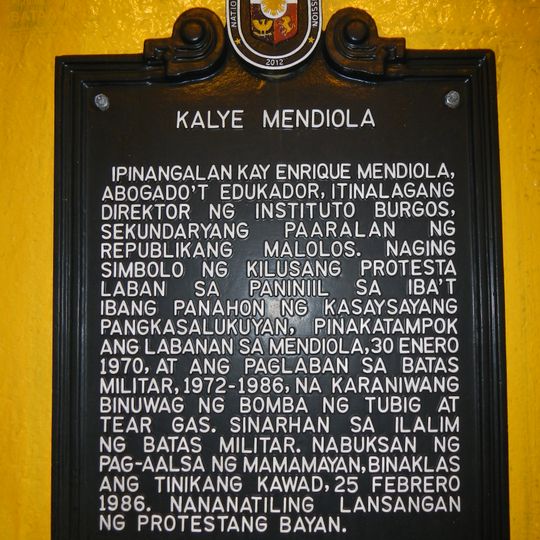 2012
KALYE MENDIOLA
IPINANGALAN KAY ENRIQUE MENDIOLA,
ABOGADO'T EDUKADOR, ITINALAGANG
DIREKTOR NG INSTITUTO BURGOS,
SEKUNDARYANG PAARALAN NG
REPUBLIKANG MALOLOS. NAGING
SIMBOLO NG KILUSANG PROTESTA
LABAN SA PANINIIL SA IBA'T
IBANG PANAHON NG KASAYSAYANG
PANGKASALUKUYAN, PINAKATAMPOK
ANG LABANAN SA MENDIOLA, 30 ENERO
1970, AT ANG PAGLABAN SA BATAS
MILITAR, 1972-1986, NA KARANIWANG
BINUWAG NG BOMBA NG TUBIG AT
TEAR GAS. SINARHAN SA ILALIM
NG BATAS MILITAR. NABUKSAN NG
PAG-AALSA NG MAMAMAYAN, BINAKLAS
ANG TINIKANG KAWAD, 25 FEBRERO
1986. NANANATILING LANSANGAN
NG PROTESTANG BAYAN.